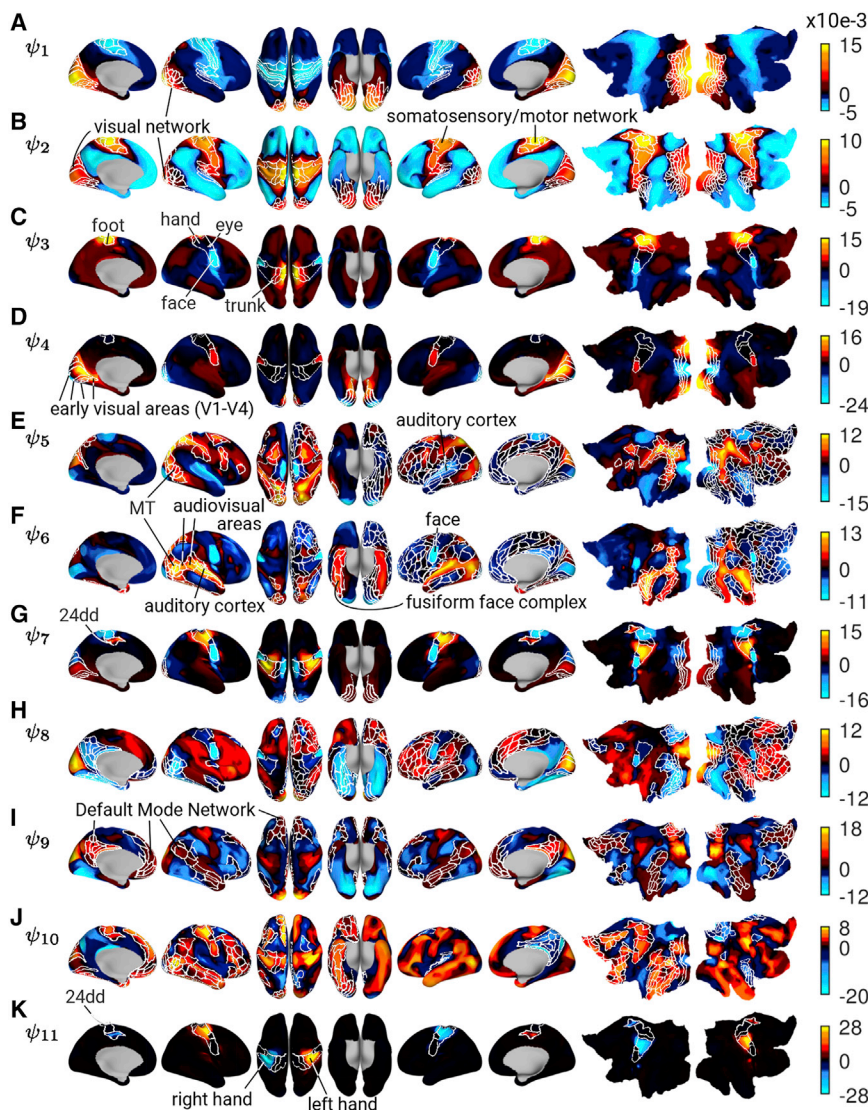 A
x10e-3
ψ1
15
0
-5
B
visual network
somatosensory/motor network
ψ2
10
0
-5
C
foot
hand
eye
face
trunk
ψ3
15
0
-19
D
ψ4
16
0
-24
early visual areas (V1-V4)
E
auditory cortex
ψ5
12
0
-15
MT
audiovisual
areas
F
face
ψ6
13
0
-11
auditory cortex
fusiform face complex
G
24dd
ψ7
15
0
-16
H
ψ8
12
0
-12
I
Default Mode Network
ψ9
18
0
-12
J
ψ10
8
0
-20
K
24dd
ψ11
28
0
-28
right hand
left hand